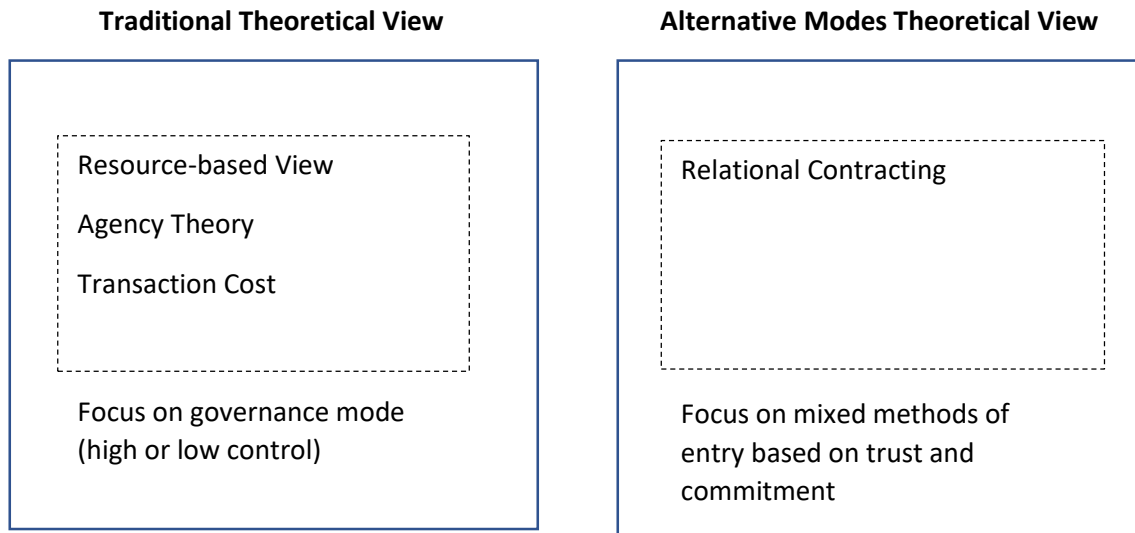 Traditional Theoretical View
Resource-based View
Agency Theory
Transaction Cost
Focus on governance mode
(high or low control)
Alternative Modes Theoretical View
Relational Contracting
Focus on mixed methods of
entry based on trust and
commitment